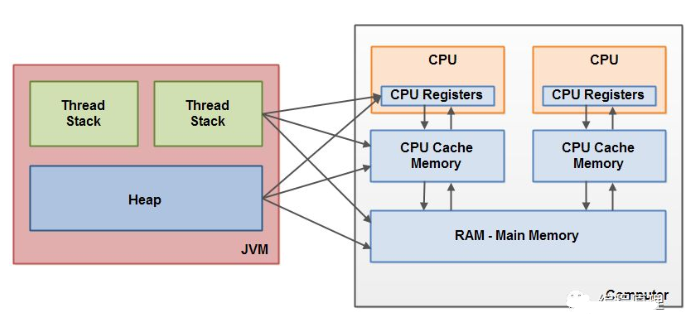 CPU
CPU
CPU Registers
CPU Registers
Thread
Stack
Thread
Stack
CPU Cache
Memory
CPU Cache
Memory
Heap
RAM - Main Memory
JVM
Computer